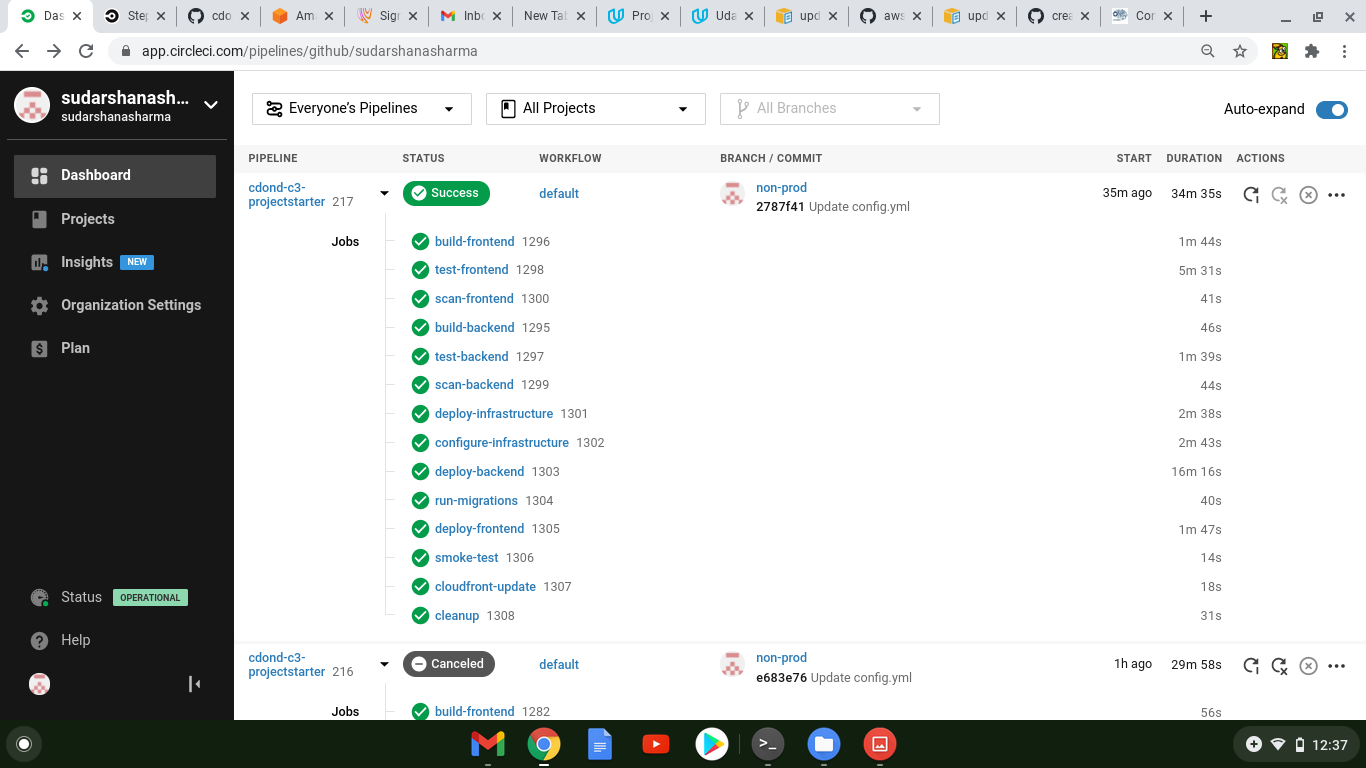 Das
Step
cdo
Ama
Sign
Inbo
New Tab
Proj
Uda
upd
aws
upd
crea
Cor
app.circleci.com/pipelines/github/sudarshanasharma
sudarshanash...
sudarshanasharma
Dashboard
Projects
Insights NEW
Organization Settings
Plan
Status OPERATIONAL
Help
Everyone's Pipelines
All Projects
All Branches
Auto-expand
PIPELINE STATUS WORKFLOW BRANCH / COMMIT START DURATION ACTIONS
cdond-c3-
projectstarter 217
Success default non-prod 35m ago 34m 35s
2787f41 Update config.yml
Jobs build-frontend 1296 1m 44s
test-frontend 1298 5m 31s
scan-frontend 1300 41s
build-backend 1295 46s
test-backend 1297 1m 39s
scan-backend 1299 44s
deploy-infrastructure 1301 2m 38s
configure-infrastructure 1302 2m 43s
deploy-backend 1303 16m 16s
run-migrations 1304 40s
deploy-frontend 1305 1m 47s
smoke-test 1306 14s
cloudfront-update 1307 18s
cleanup 1308 31s
cdond-c3-
projectstarter 216
Canceled default non-prod 1h ago 29m 58s
e683e76 Update config.yml
Jobs build-frontend 1282 56s
12:37